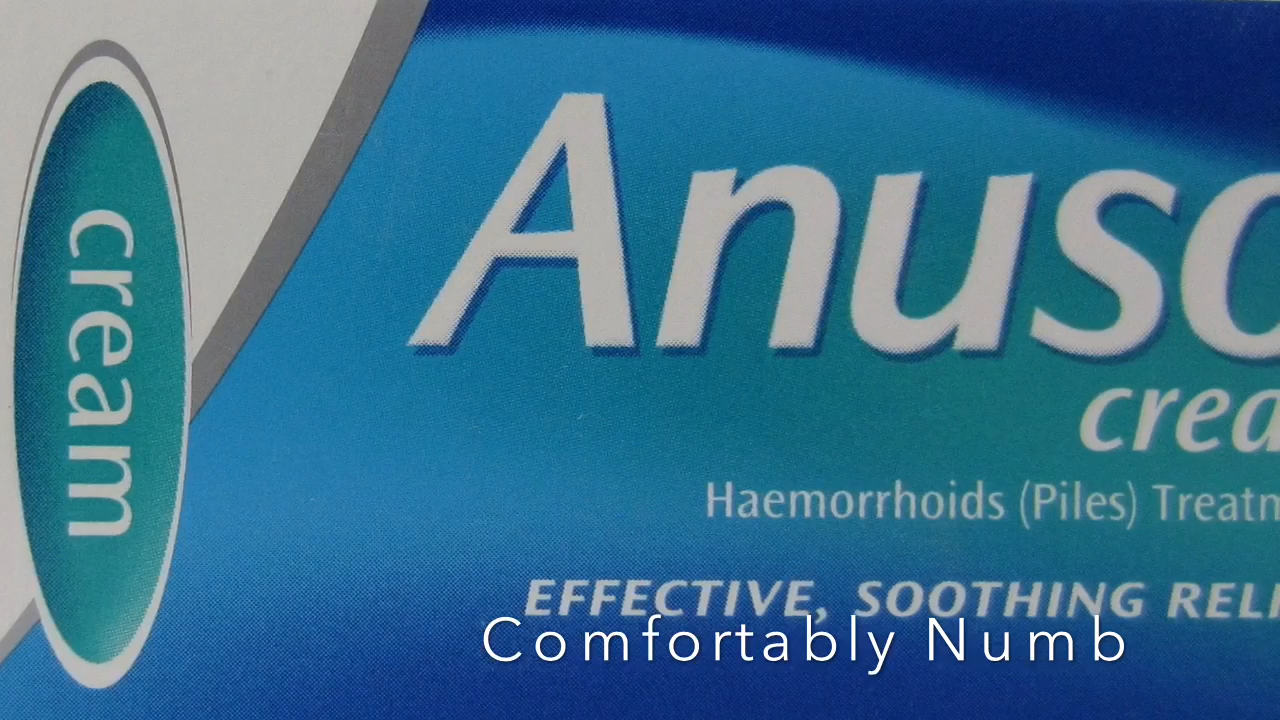 cream
Anuso
crea
Haemorrhoids (Piles) Treatm
EFFECTIVE, SOOTHING RELI
Comfortably Numb